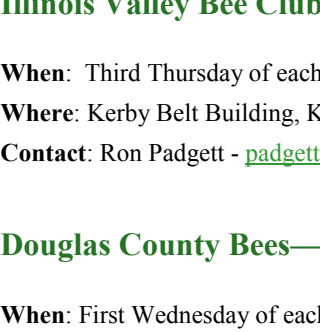 Illinois Valley Bee Club
When: Third Thursday of each
Where: Kerby Belt Building, K
Contact: Ron Padgett - padgett
Douglas County Bees—
When: First Wednesday of each